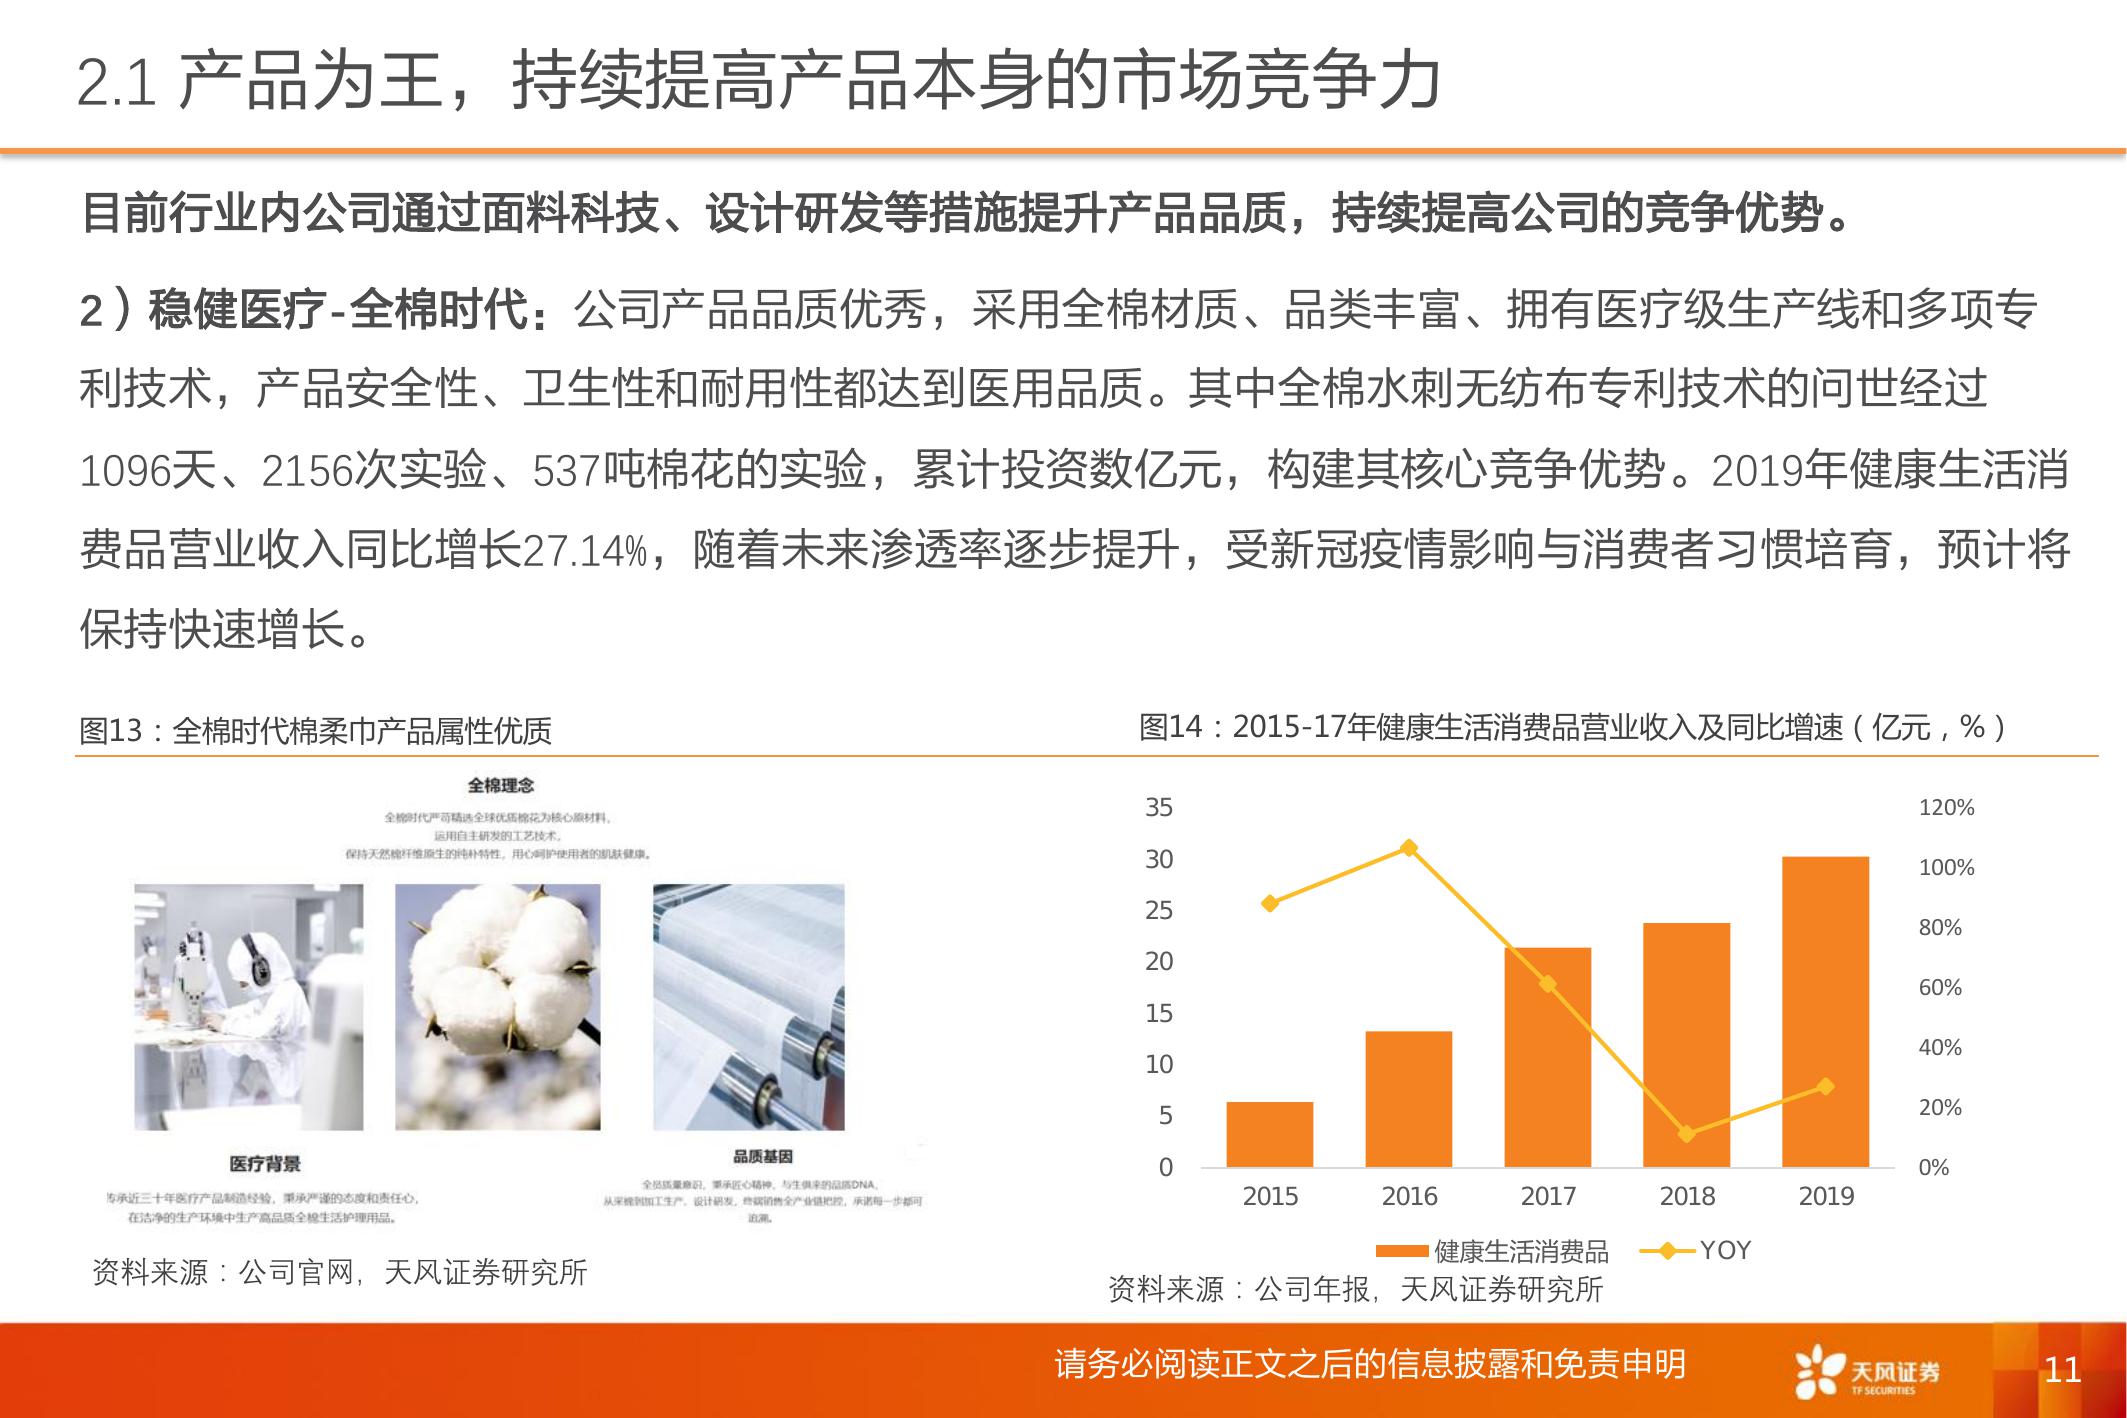 2.1 产品为王，持续提高产品本身的市场竞争力
目前行业内公司通过面料科技、设计研发等措施提升产品品质，持续提高公司的竞争优势。
2）稳健医疗-全棉时代：公司产品品质优秀，采用全棉材质、品类丰富、拥有医疗级生产线和多项专
利技术，产品安全性、卫生性和耐用性都达到医用品质。其中全棉水刺无纺布专利技术的问世经过
1096天、2156次实验、537吨棉花的实验，累计投资数亿元，构建其核心竞争优势。2019年健康生活消
费品营业收入同比增长27.14%，随着未来渗透率逐步提升，受新冠疫情影响与消费者习惯培育，预计将
保持快速增长。
图13：全棉时代棉柔巾产品属性优质
全棉理念
全棉时代严苛精选全球优质棉花为核心原材料，
运用自主研发的工艺技术，
保持天然棉纤维原生的纯朴特性，用心呵护使用者的肌肤健康。
医疗背景
传承近三十年医疗产品制造经验，秉承严谨的态度和责任心，
在洁净的生产环境中生产高品质全棉生活护理用品。
品质基因
全员质量意识，秉承匠心精神，与生俱来的品质DNA，
从采棉到加工生产、设计研发，终端销售全产业链把控，承诺每一步都可
追溯。
资料来源：公司官网，天风证券研究所
图14：2015-17年健康生活消费品营业收入及同比增速（亿元，%）
35
30
25
20
15
10
5
0
120%
100%
80%
60%
40%
20%
0%
2015 2016 2017 2018 2019
健康生活消费品 YOY
资料来源：公司年报，天风证券研究所
请务必阅读正文之后的信息披露和免责申明
天风证券
TF SECURITIES
11